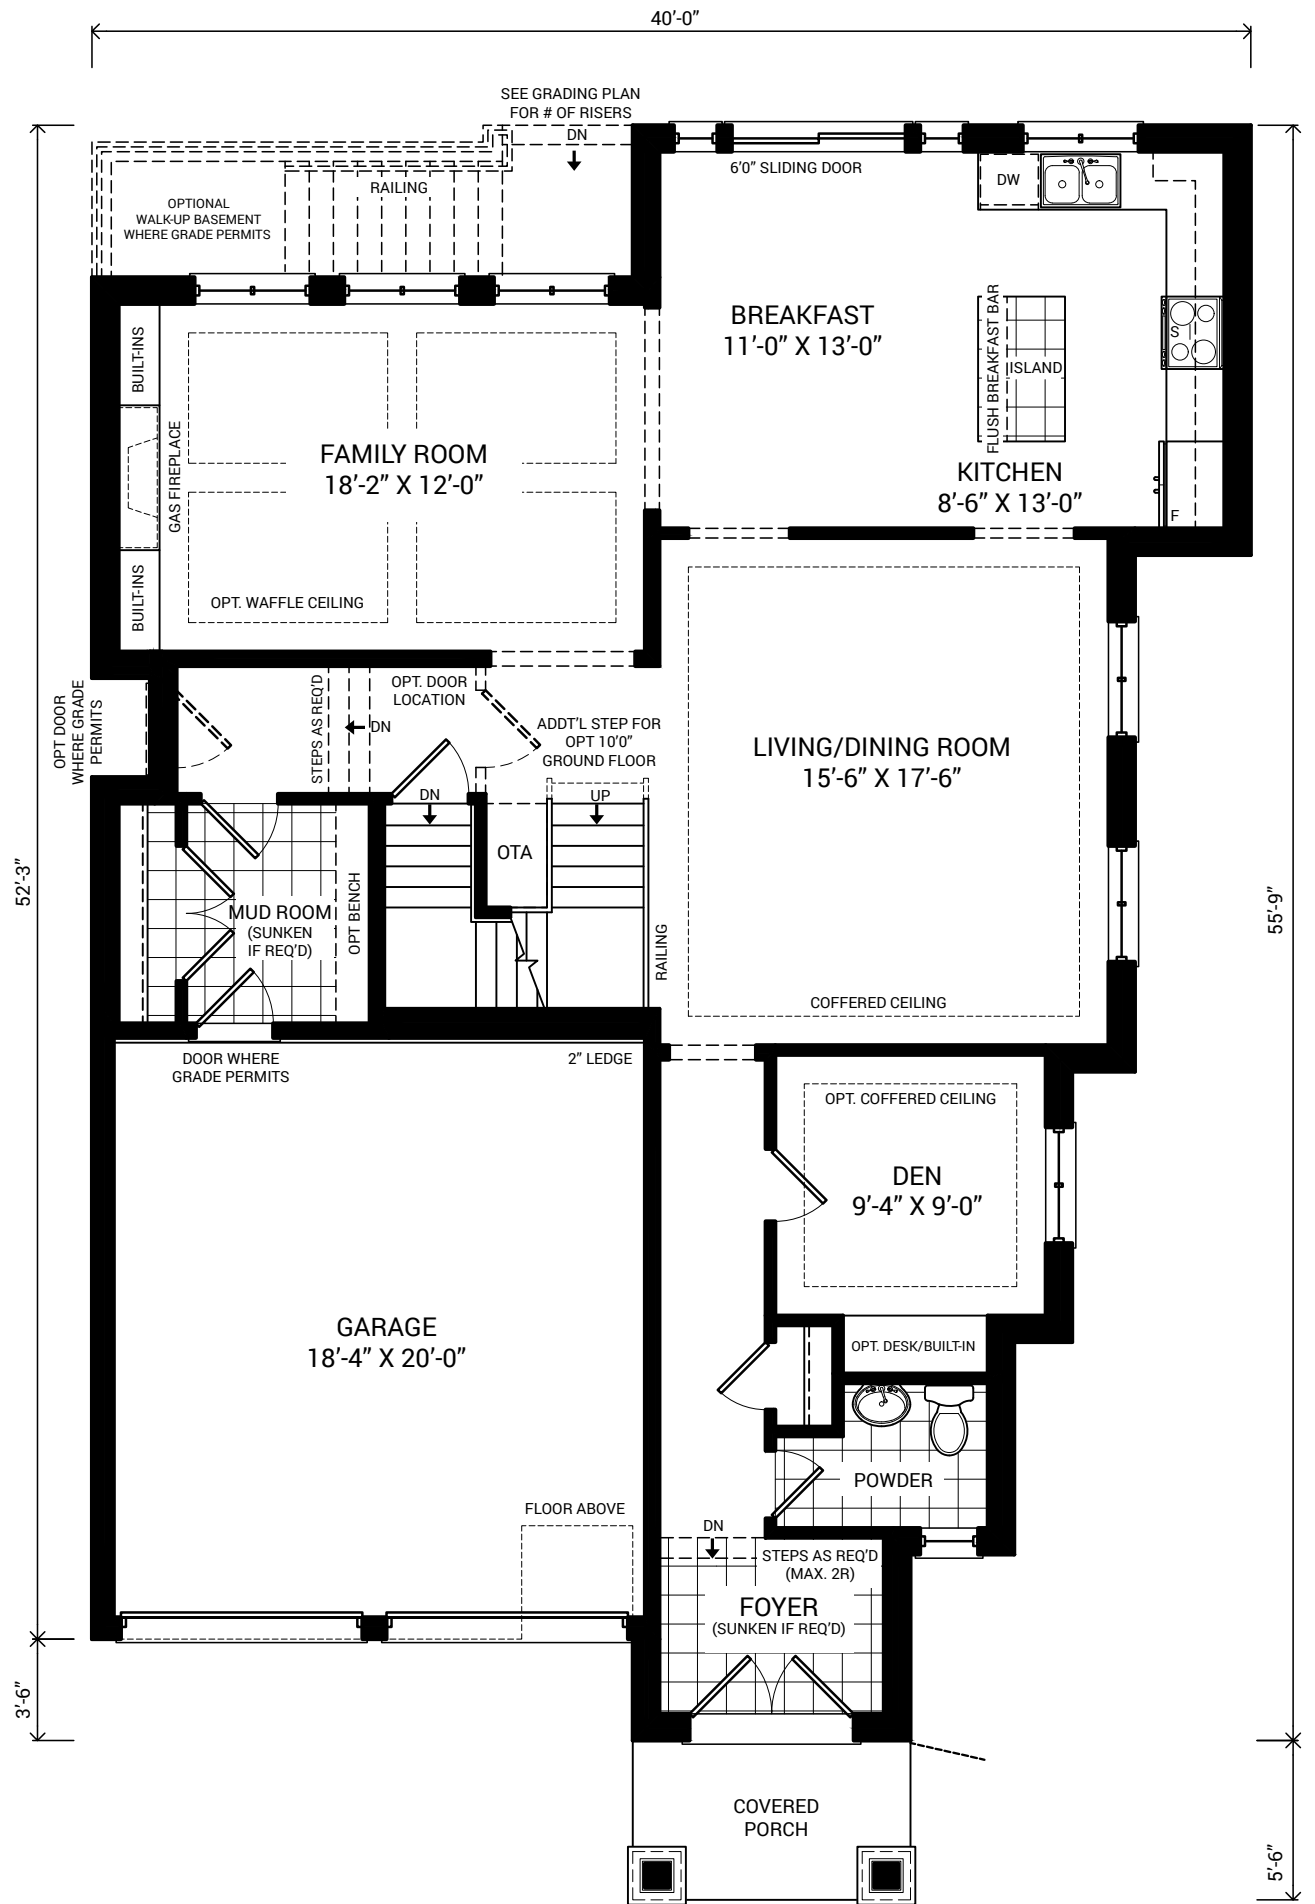 40'-0"
SEE GRADING PLAN
FOR # OF RISERS
DN
RAILING
OPTIONAL
WALK-UP BASEMENT
WHERE GRADE PERMITS
6'0" SLIDING DOOR
DW
BREAKFAST
11'-0" X 13'-0"
FLUSH BREAKFAST BAR
ISLAND
S
KITCHEN
8'-6" X 13'-0"
F
BUILT-INS
GAS FIREPLACE
BUILT-INS
FAMILY ROOM
18'-2" X 12'-0"
OPT. WAFFLE CEILING
OPT DOOR
WHERE GRADE
PERMITS
STEPS AS REQ'D
DN
OPT. DOOR
LOCATION
ADDT'L STEP FOR
OPT 10'0"
GROUND FLOOR
LIVING/DINING ROOM
15'-6" X 17'-6"
COFFERED CEILING
DN
UP
OTA
RAILING
MUD ROOM
(SUNKEN
IF REQ'D)
OPT BENCH
52'-3"
55'-9"
DOOR WHERE
GRADE PERMITS
2" LEDGE
OPT. COFFERED CEILING
DEN
9'-4" X 9'-0"
GARAGE
18'-4" X 20'-0"
OPT. DESK/BUILT-IN
POWDER
FLOOR ABOVE
DN
STEPS AS REQ'D
(MAX. 2R)
FOYER
(SUNKEN IF REQ'D)
3'-6"
COVERED
PORCH
5'-6"